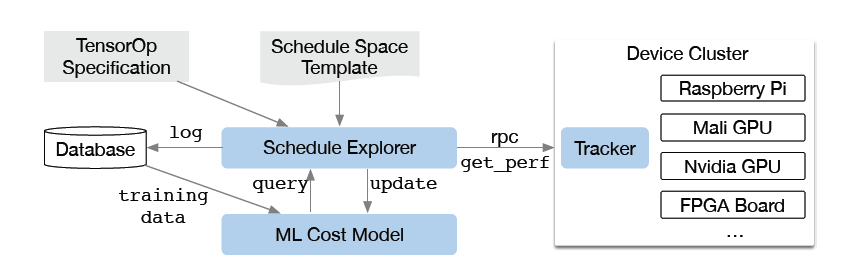 TensorOp
Specification
Schedule Space
Template
Device Cluster
Raspberry Pi
Mali GPU
Nvidia GPU
FPGA Board
...
Database
log
Schedule Explorer
rpc
get_perf
Tracker
training
data
query
update
ML Cost Model